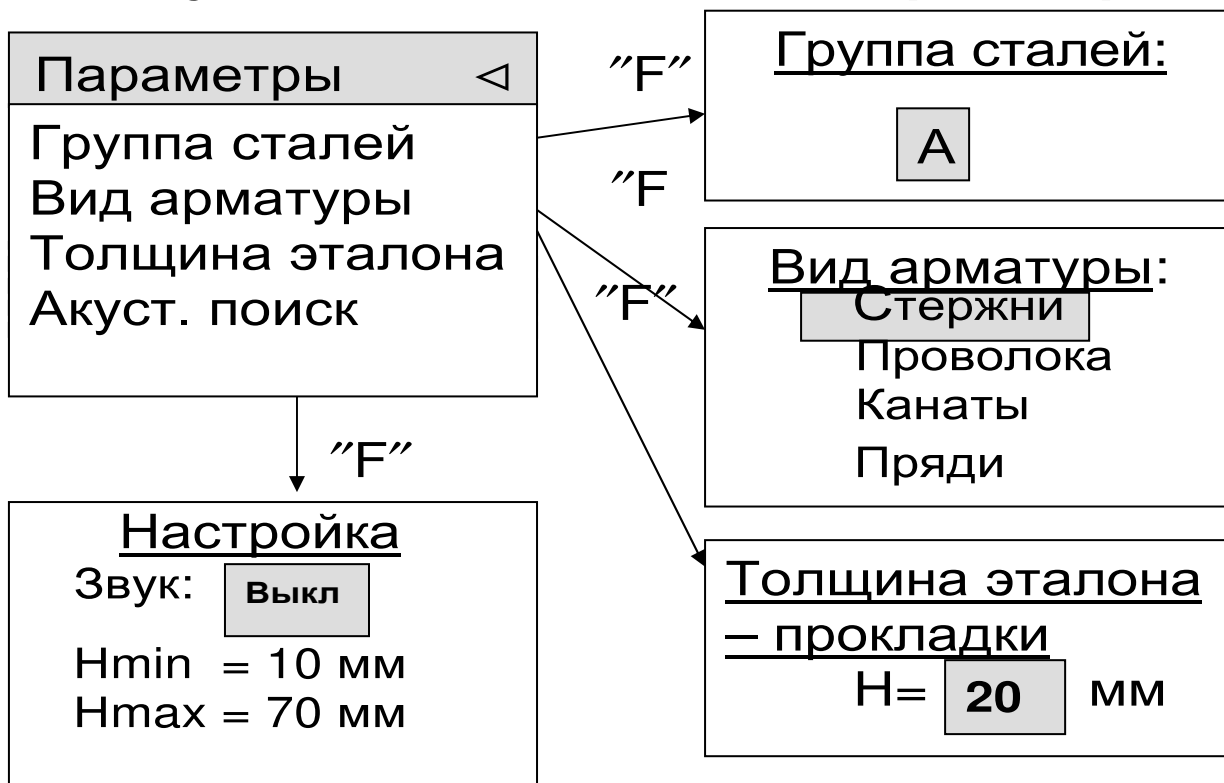 Параметры ◁
Группа сталей
Вид арматуры
Толщина эталона
Акуст. поиск
″F″
″F
″F″
″F″
Группа сталей:
А
Вид арматуры:
Стержни
Проволока
Канаты
Пряди
Толщина эталона
– прокладки
H= 20 мм
Настройка
Звук: Выкл
Hmin = 10 мм
Hmax = 70 мм